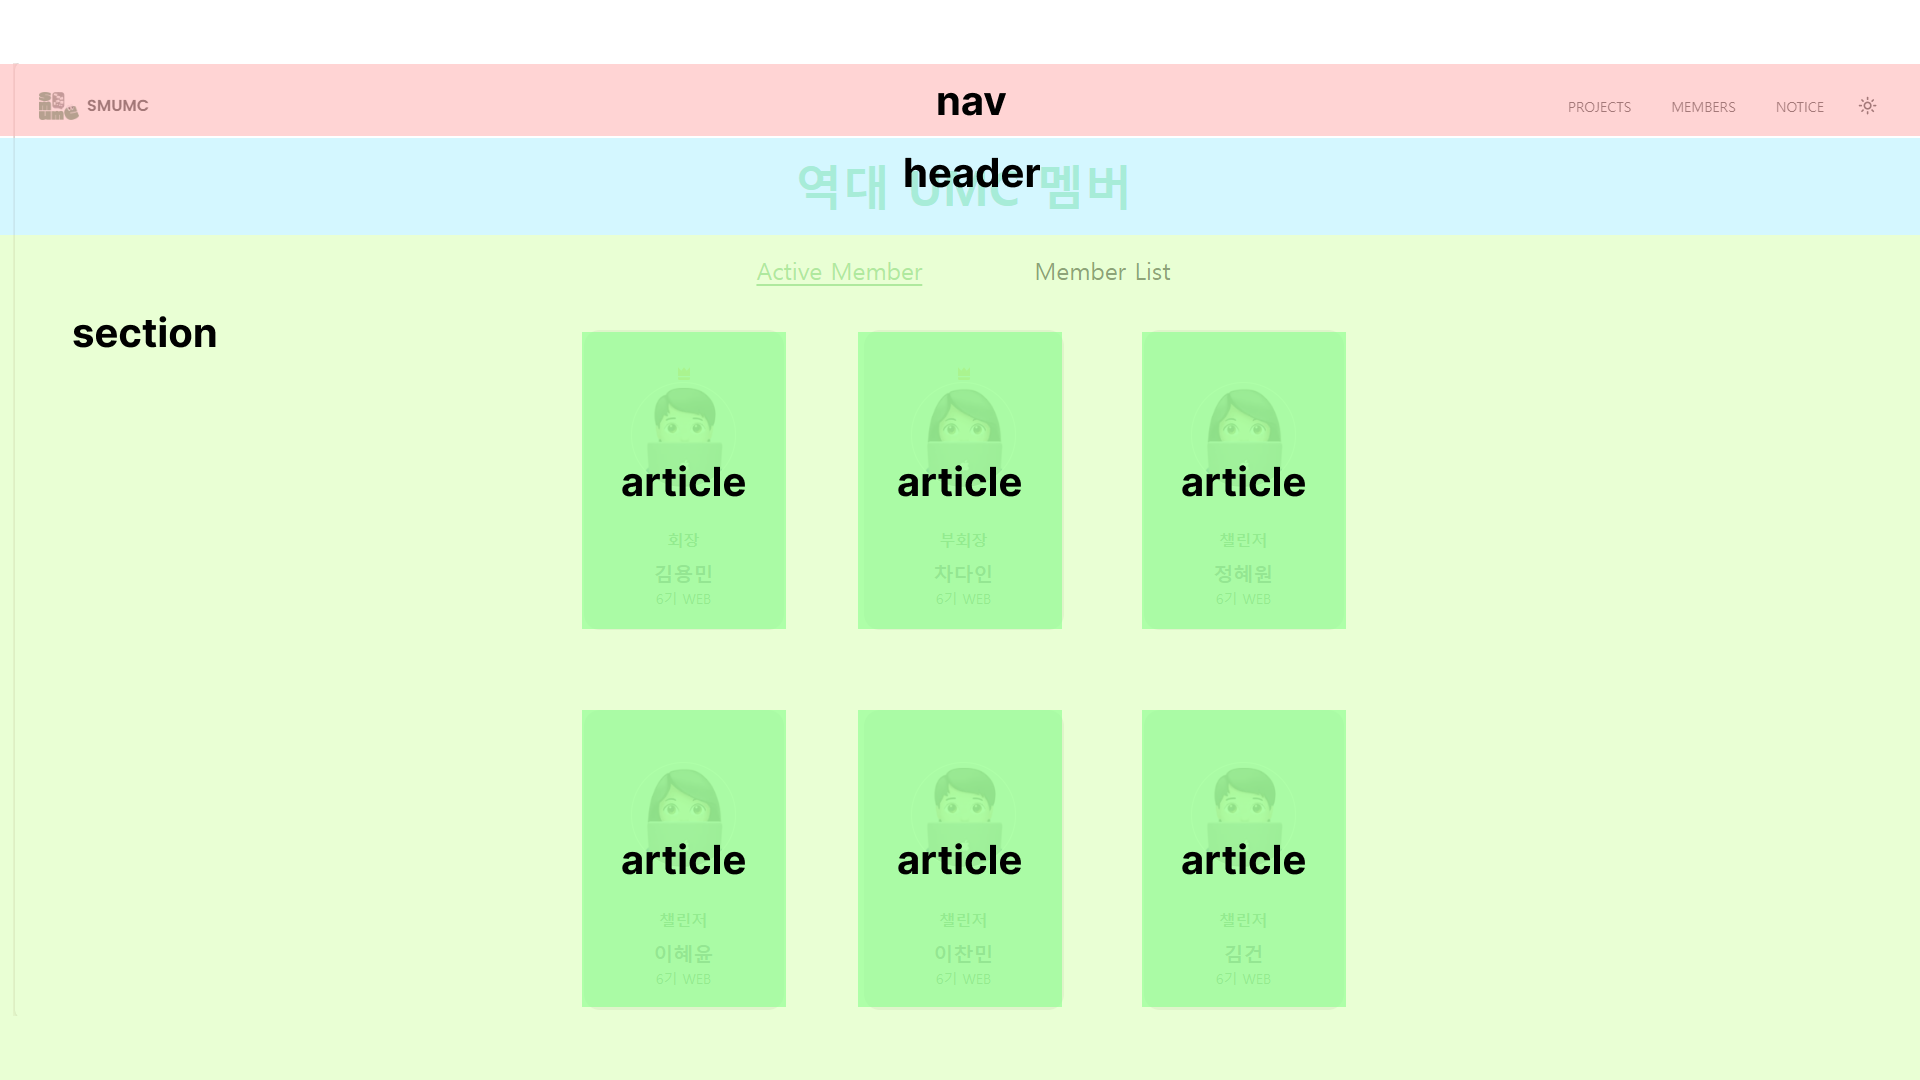 SMUMC
nav
PROJECTS MEMBERS NOTICE
header
역대 UMC 멤버
Active Member Member List
section
article article article
회장 부회장 챌린저
김용민 차다인 정혜원
6기 WEB 6기 WEB 6기 WEB
article article article
챌린저 챌린저 챌린저
이혜윤 이찬민 김건
6기 WEB 6기 WEB 6기 WEB